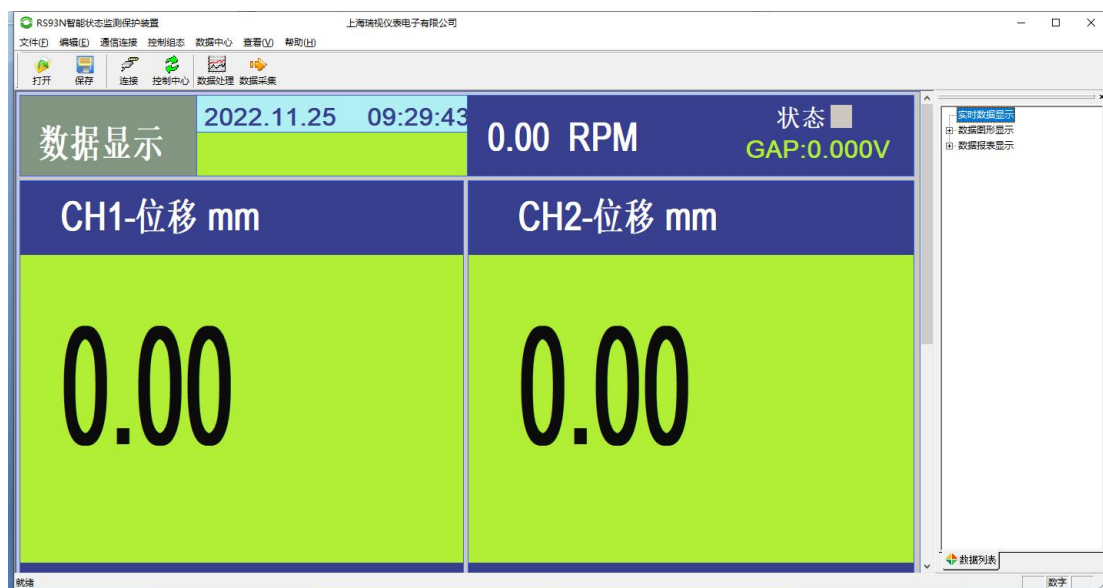 RS93N智能状态监测保护装置 上海瑞视仪表电子有限公司
文件(F) 编辑(E) 通信连接 控制组态 数据中心 查看(V) 帮助(H)
打开 保存 连接 控制中心 数据处理 数据采集
数据显示
2022.11.25 09:29:43
0.00 RPM
状态
GAP:0.000V
CH1-位移 mm
CH2-位移 mm
0.00
0.00
实时数据显示
数据图形显示
数据报表显示
数据列表
就绪
数字